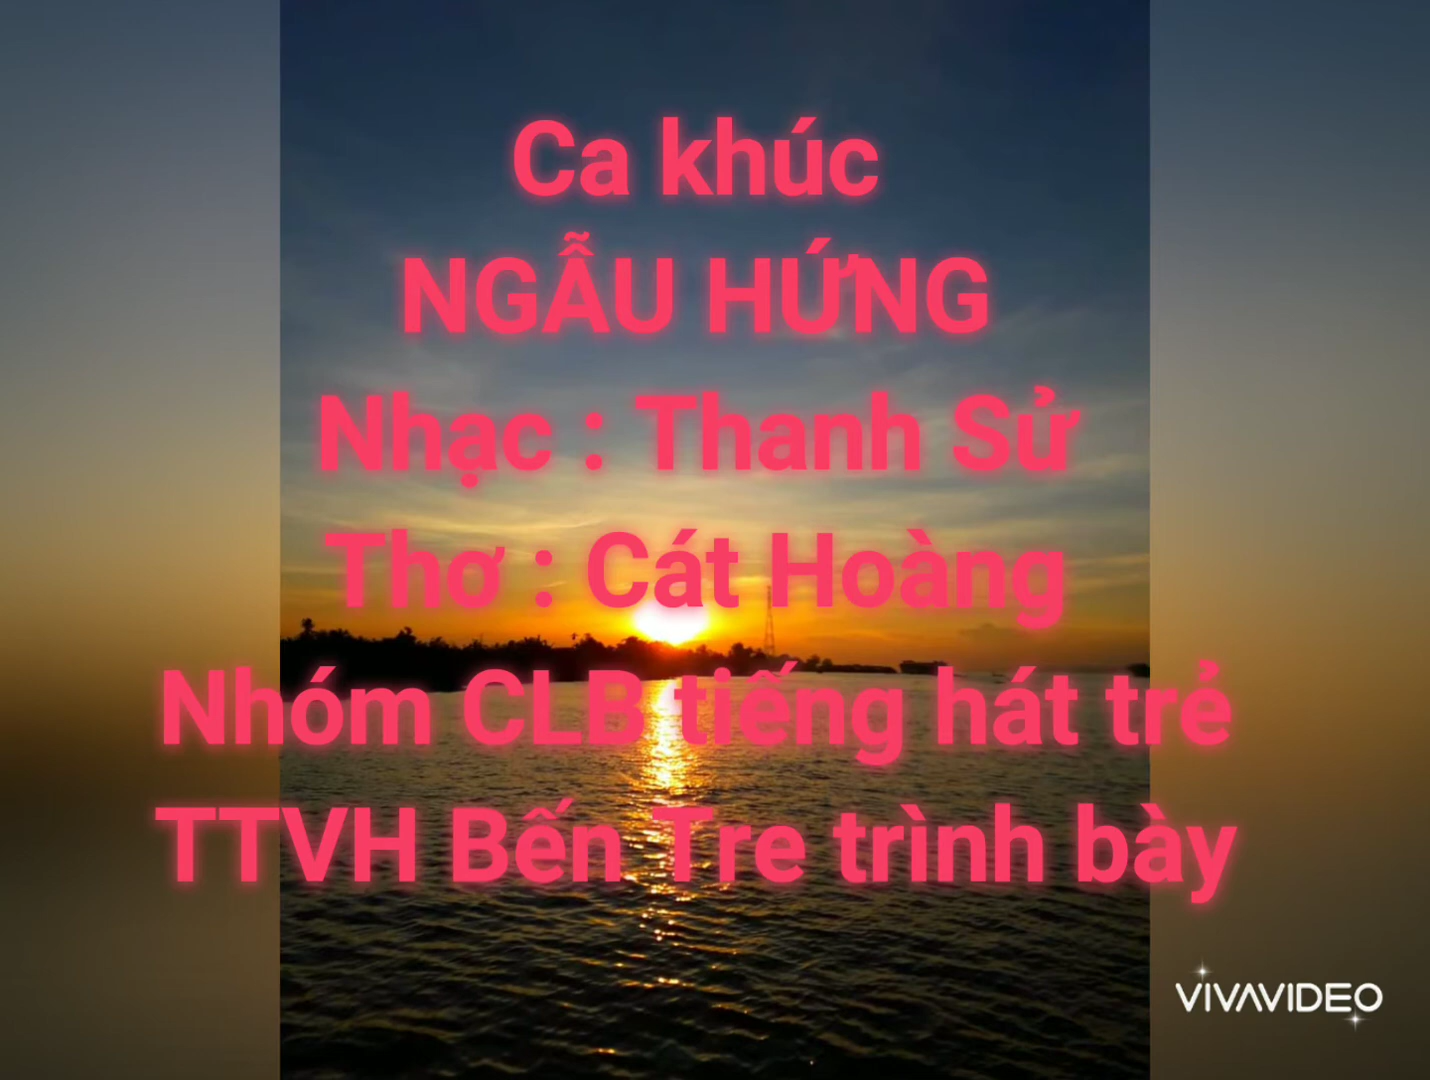 Ca khúc
NGẪU HỨNG
Nhạc : Thanh Sử
Thơ : Cát Hoàng
Nhóm CLB tiếng hát trẻ
TTVH Bến Tre trình bày
VIVAVIDEO